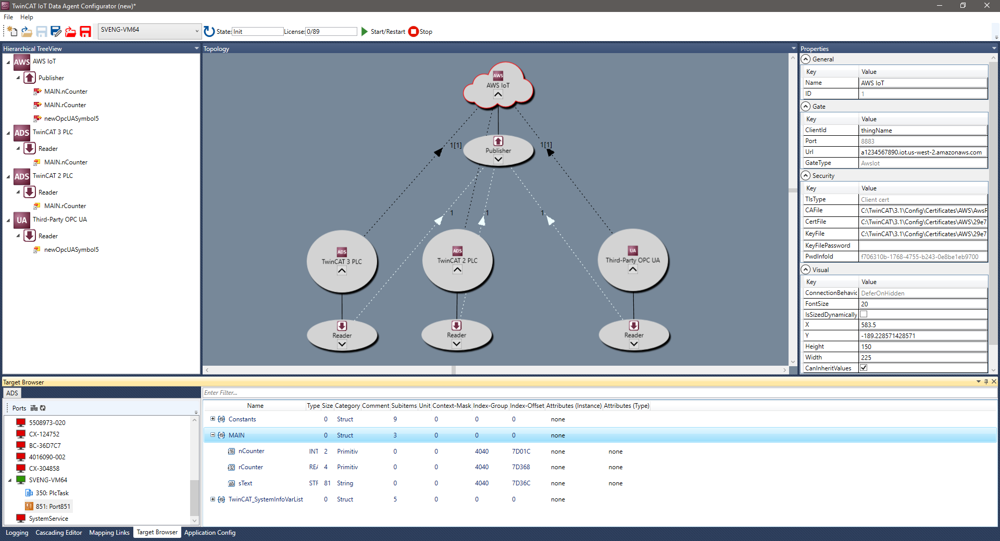 TwinCAT IoT Data Agent Configurator (new)*
File Help
SVENG-VM64 State: Init License: 0/89 Start/Restart Stop
Hierarchical TreeView
AWS AWS IoT
Publisher
MAIN.nCounter
MAIN.rCounter
newOpcUASymbol5
ADS TwinCAT 3 PLC
Reader
MAIN.nCounter
ADS TwinCAT 2 PLC
Reader
MAIN.rCounter
UA Third-Party OPC UA
Reader
newOpcUASymbol5
Topology
AWS
AWS IoT
1[1] 1[1]
Publisher
1 1 1
ADS ADS UA
TwinCAT 3 PLC TwinCAT 2 PLC Third-Party OPC UA
Reader Reader Reader
Properties
General
Key Value
Name AWS IoT
ID 1
Gate
Key Value
ClientId thingName
Port 8883
Url a1234567890.iot.us-west-2.amazonaws.com
GateType AwsIot
Security
Key Value
TlsType Client cert
CAFile C:\TwinCAT\3.1\Config\Certificates\AWS\AwsR
CertFile C:\TwinCAT\3.1\Config\Certificates\AWS\29e7
KeyFile C:\TwinCAT\3.1\Config\Certificates\AWS\29e7
KeyFilePassword
PwdInfoId f706310b-1768-4755-b243-0e8be1eb9700
Visual
Key Value
ConnectionBehavic DeferOnHidden
FontSize 20
IsSizedDynamically
X 583.5
Y -189.228571428571
Height 150
Width 225
CanInheritValues
Target Browser
ADS
Ports
5508973-020
CX-124752
BC-36D7C7
4016090-002
CX-304858
SVENG-VM64
350: PlcTask
851: Port851
SystemService
Enter Filter...
Name Type Size Category Comment Subitems Unit Context-Mask Index-Group Index-Offset Attributes (Instance) Attributes (Type)
Constants 0 Struct 9 0 0 0 none
MAIN 0 Struct 3 0 0 0 none
16 nCounter INT 2 Primitiv 0 0 4040 7D01C none none
32 rCounter REA 4 Primitiv 0 0 4040 7D368 none none
ab sText STR 81 String 0 0 4040 7D36C none none
TwinCAT_SystemInfoVarList 0 Struct 5 0 0 0 none
Logging Cascading Editor Mapping Links Target Browser Application Config